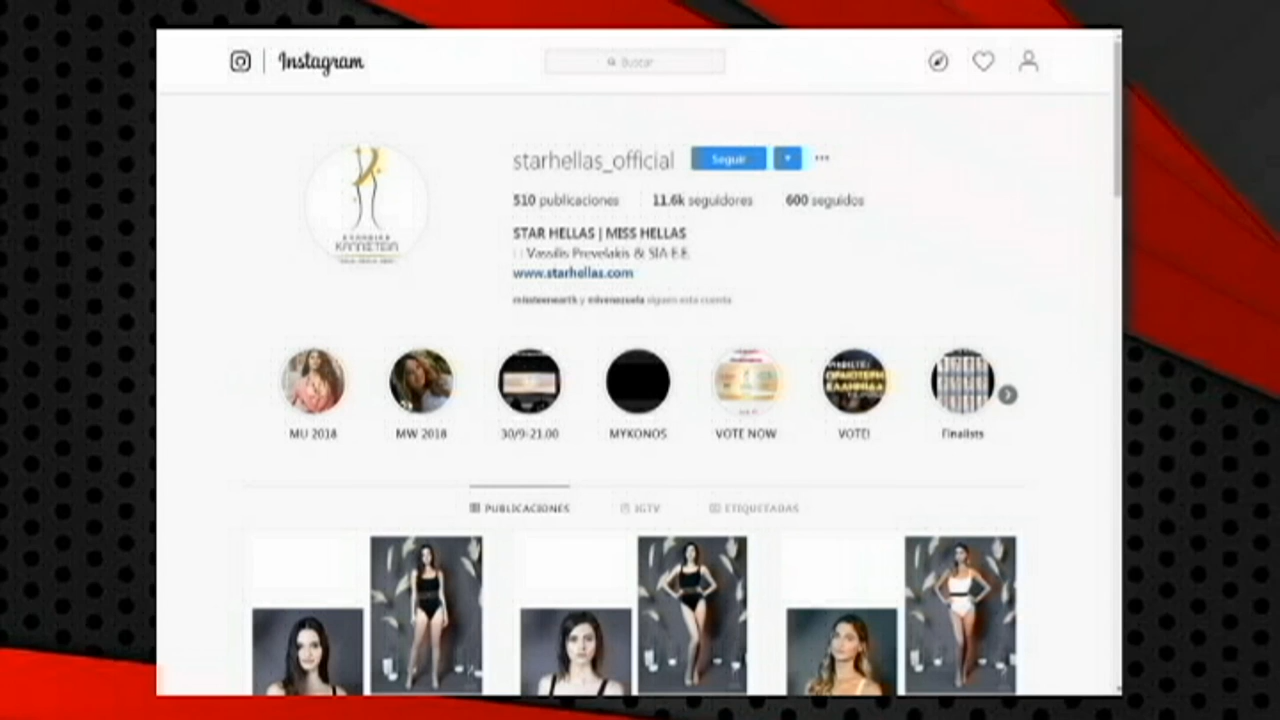 Instagram
Buscar
starhellas_official Seguir
510 publicaciones 11.6k seguidores 600 seguidos
STAR HELLAS | MISS HELLAS
Vassilis Prevelakis & SIA E.E.
www.starhellas.com
missteenearth y mivenezuela siguen esta cuenta
ΚΑΛΛΙΣΤΕΙΑ
MU 2018 MW 2018 30/9-21.00 MYKONOS VOTE NOW VOTE! Finalists
PUBLICACIONES IGTV ETIQUETADAS